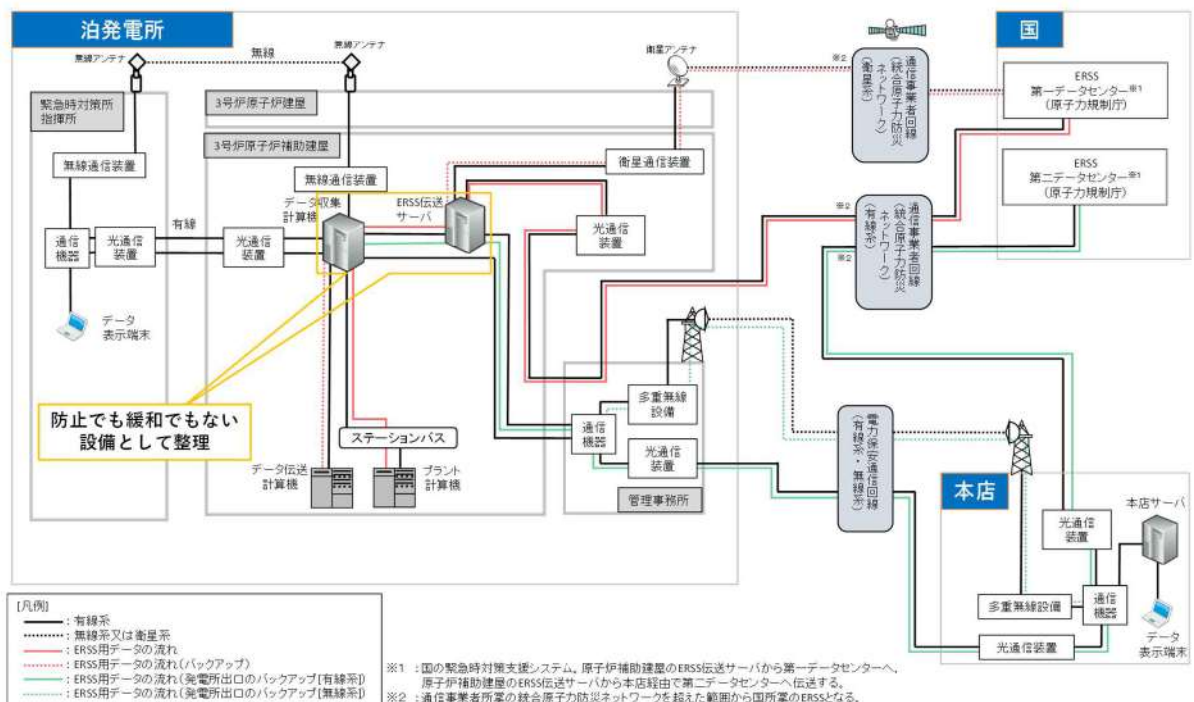 泊発電所
無線アンテナ
無線
無線アンテナ
衛星アンテナ
緊急時対策所
指揮所
3号炉原子炉建屋
3号炉原子炉補助建屋
無線通信装置
無線通信装置
衛星通信装置
データ収集
計算機
ERSS伝送
サーバ
有線
通信
機器
光通信
装置
光通信
装置
光通信
装置
データ
表示端末
防止でも緩和でもない
設備として整理
ステーションバス
データ伝送
計算機
プラント
計算機
多重無線
設備
通信
機器
光通信
装置
管理事務所
※2
通信事業者回線
(統合原子力防災
ネットワーク)
(衛星系)
※2
※2
通信事業者回線
(統合原子力防災
ネットワーク)
(有線系)
電力保安通信回線
(有線系・無線系)
国
ERSS
第一データセンター※1
(原子力規制庁)
ERSS
第二データセンター※1
(原子力規制庁)
本店
本店サーバ
光通信
装置
多重無線設備
通信
機器
光通信装置
データ
表示端末
[凡例]
:有線系
:無線系又は衛星系
:ERSS用データの流れ
:ERSS用データの流れ(バックアップ)
:ERSS用データの流れ(発電所出口のバックアップ[有線系])
:ERSS用データの流れ(発電所出口のバックアップ[無線系])
※1 :国の緊急時対策支援システム。原子炉補助建屋のERSS伝送サーバから第一データセンターへ、
原子炉補助建屋のERSS伝送サーバから本店経由で第二データセンターへ伝送する。
※2 :通信事業者所掌の統合原子力防災ネットワークを超えた範囲から国所掌のERSSとなる。